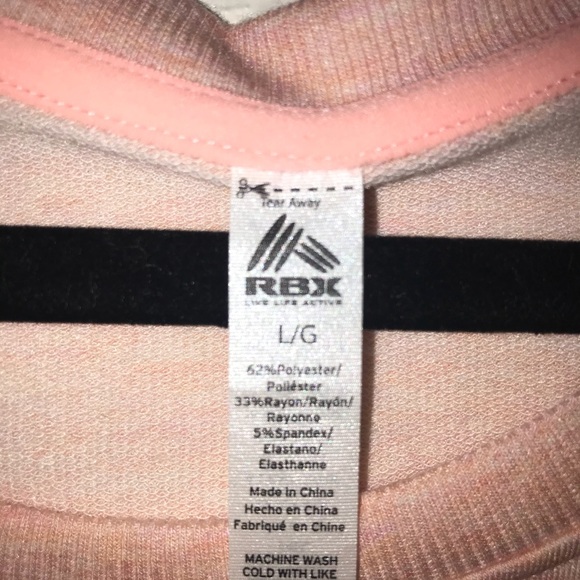 Tear Away
RBX
LIVE LIFE ACTIVE
L/G
62%Polyester/
Poliéster
33%Rayon/Rayón/
Rayonne
5%Spandex/
Elastano/
Elasthanne
Made in China
Hecho en China
Fabriqué en Chine
MACHINE WASH
COLD WITH LIKE